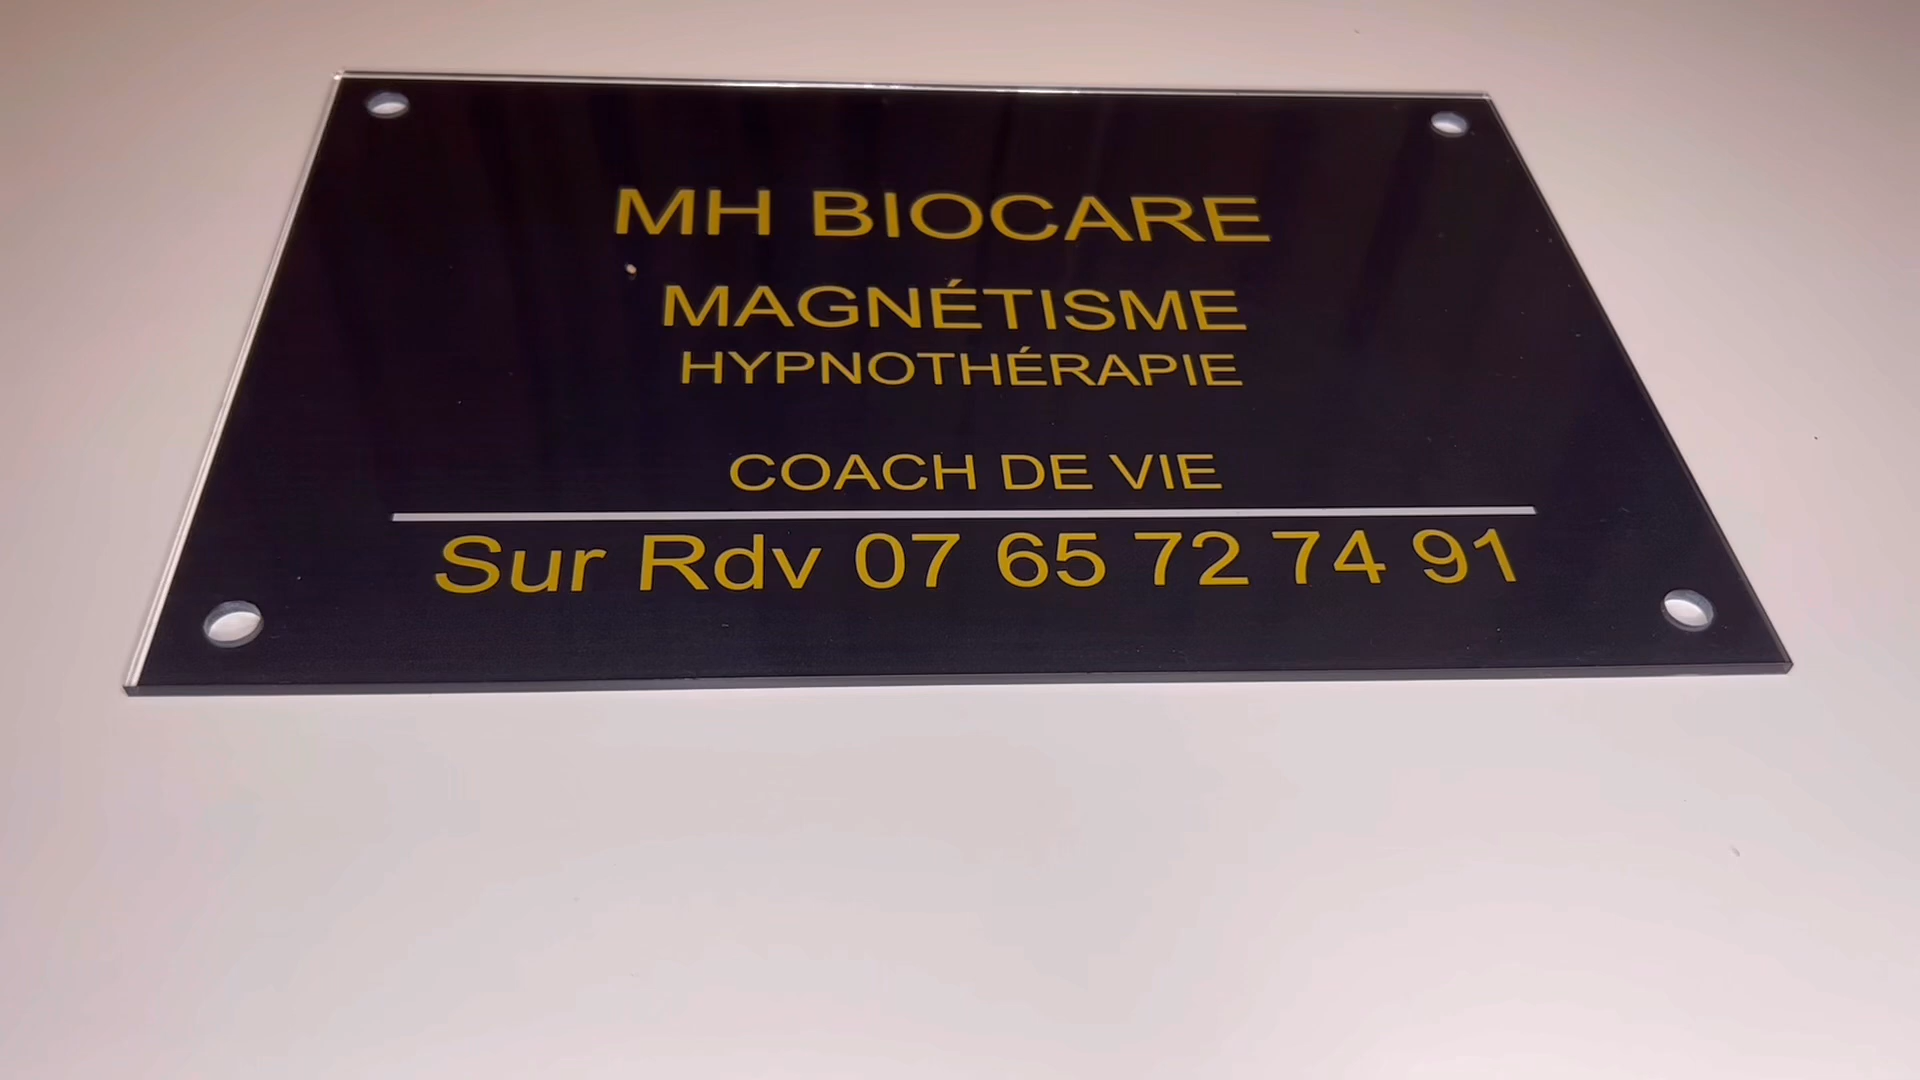 MH BIOCARE
MAGNÉTISME
HYPNOTHÉRAPIE
COACH DE VIE
Sur Rdv 07 65 72 74 91